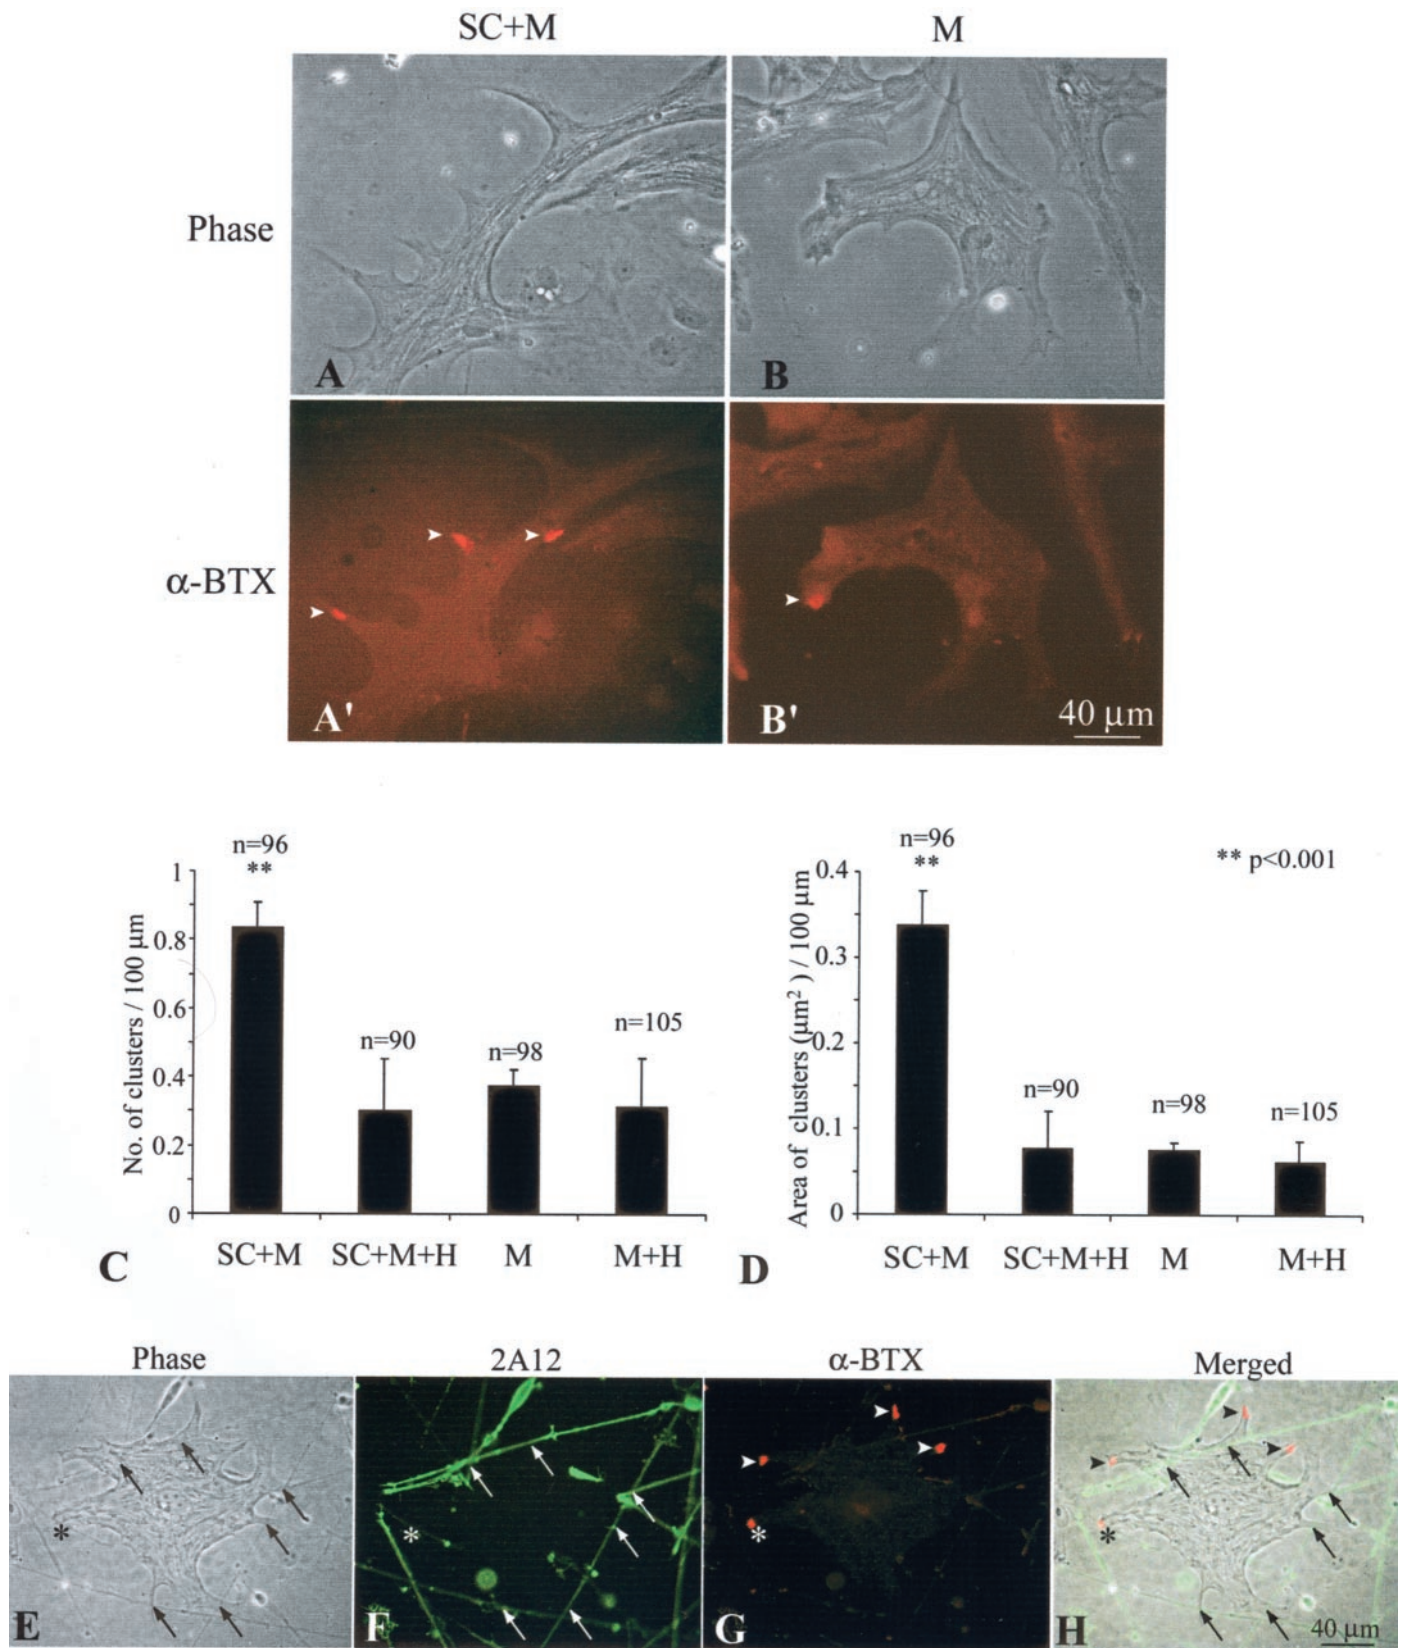 SC+M
M
Phase
A
B
α-BTX
A'
B'
40 μm
n=96
**
1
0.8
0.6
0.4
0.2
0
No. of clusters / 100 μm
n=90
n=98
n=105
SC+M
SC+M+H
M
M+H
C
n=96
**
** p<0.001
0.4
0.3
0.2
0.1
0
Area of clusters (μm²) / 100 μm
n=90
n=98
n=105
SC+M
SC+M+H
M
M+H
D
Phase
2A12
α-BTX
Merged
*
*
*
*
E
F
G
H
40 μm